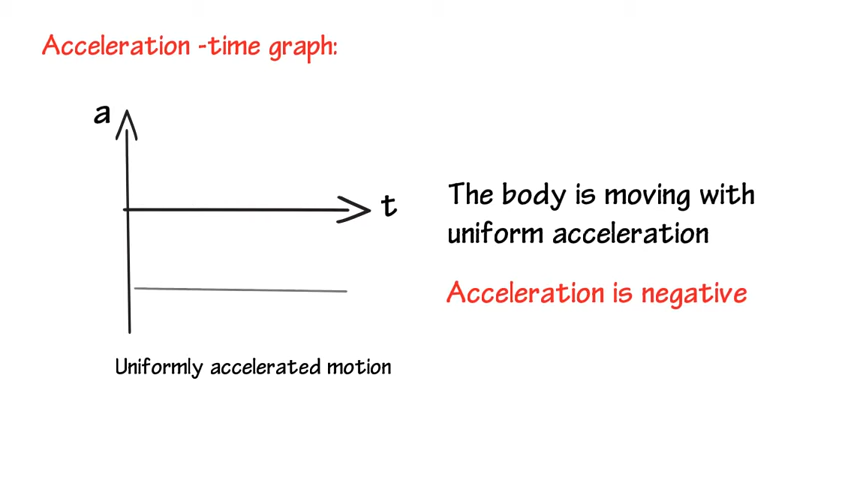 Acceleration -time graph:
a
t
The body is moving with
uniform acceleration
Acceleration is negative
Uniformly accelerated motion